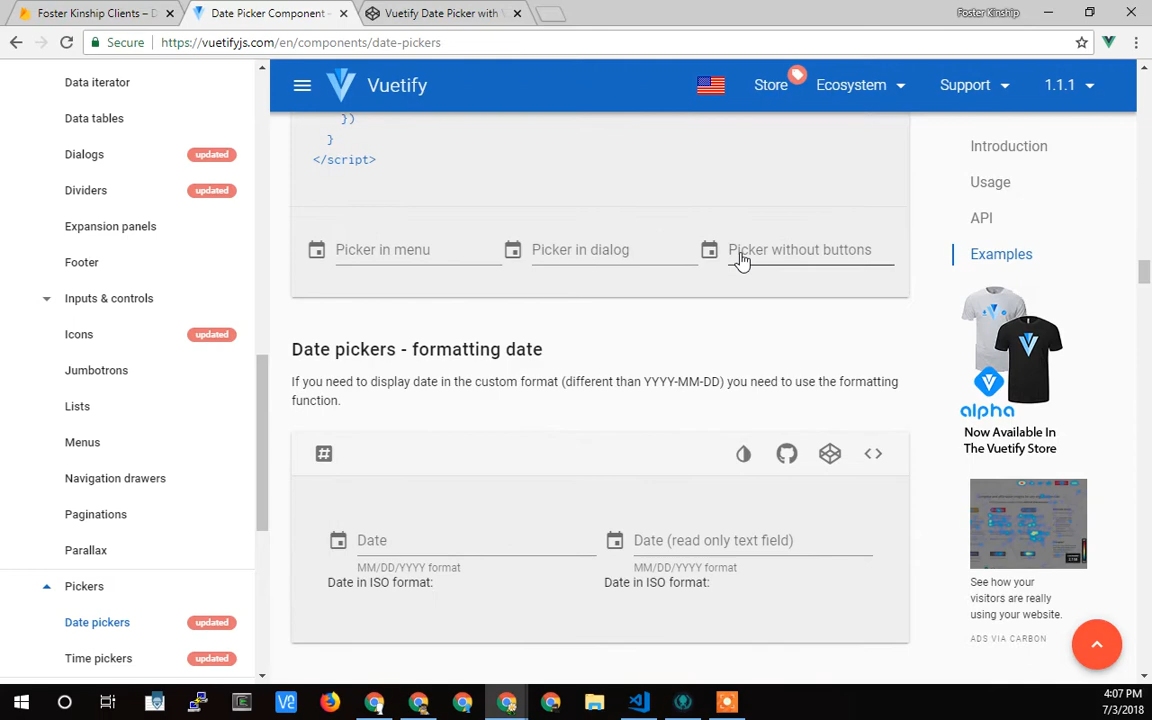 Foster Kinship Clients – D
Date Picker Component -
Vuetify Date Picker with
Foster Kinship
Secure
https://vuetifyjs.com/en/components/date-pickers
Data iterator
Data tables
Dialogs
updated
Dividers
updated
Expansion panels
Footer
Inputs & controls
Icons
updated
Jumbotrons
Lists
Menus
Navigation drawers
Paginations
Parallax
Pickers
Date pickers
updated
Time pickers
updated
Vuetify
Store
Ecosystem
Support
1.1.1
})
}
</script>
Picker in menu
Picker in dialog
Picker without buttons
Date pickers - formatting date
If you need to display date in the custom format (different than YYYY-MM-DD) you need to use the formatting
function.
Date
MM/DD/YYYY format
Date in ISO format:
Date (read only text field)
MM/DD/YYYY format
Date in ISO format:
Introduction
Usage
API
Examples
alpha
Now Available In
The Vuetify Store
See how your
visitors are really
using your website.
ADS VIA CARBON
4:07 PM
7/3/2018